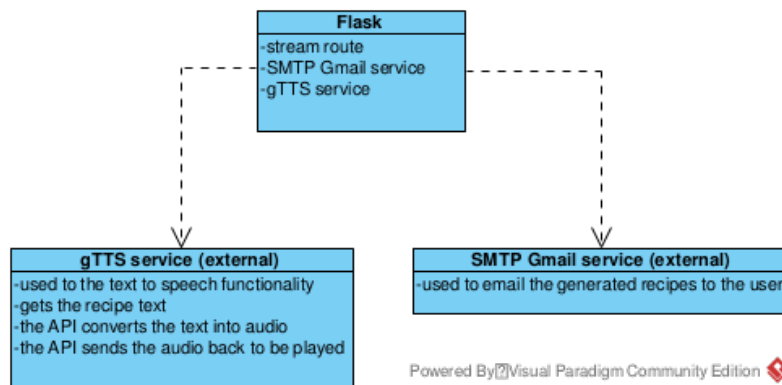 Flask
-stream route
-SMTP Gmail service
-gTTS service
gTTS service (external)
-used to the text to speech functionality
-gets the recipe text
-the API converts the text into audio
-the API sends the audio back to be played
SMTP Gmail service (external)
-used to email the generated recipes to the user
Powered By Visual Paradigm Community Edition